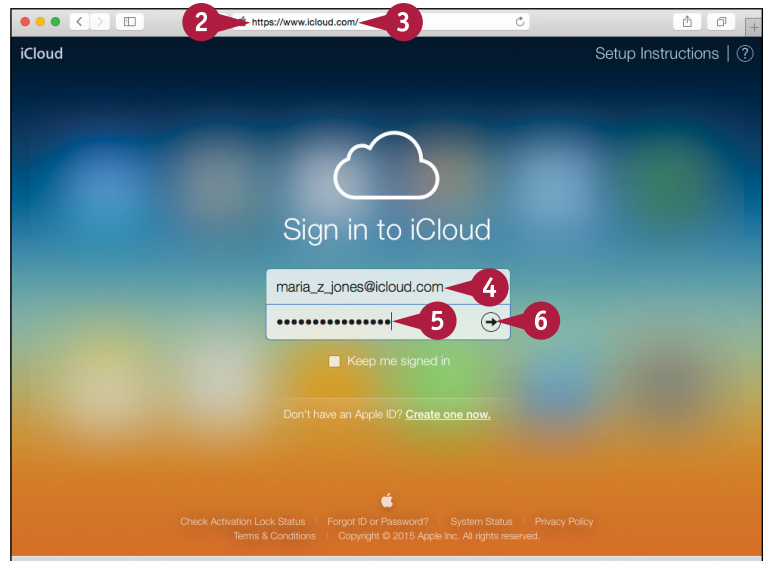 2 https://www.icloud.com/ 3
iCloud
Setup Instructions | ?
Sign in to iCloud
maria_z_jones@icloud.com 4
•••••••••••••••• 5 6
Keep me signed in
Don't have an Apple ID? Create one now.
Check Activation Lock Status | Forgot ID or Password? | System Status | Privacy Policy
Terms & Conditions | Copyright © 2015 Apple Inc. All rights reserved.